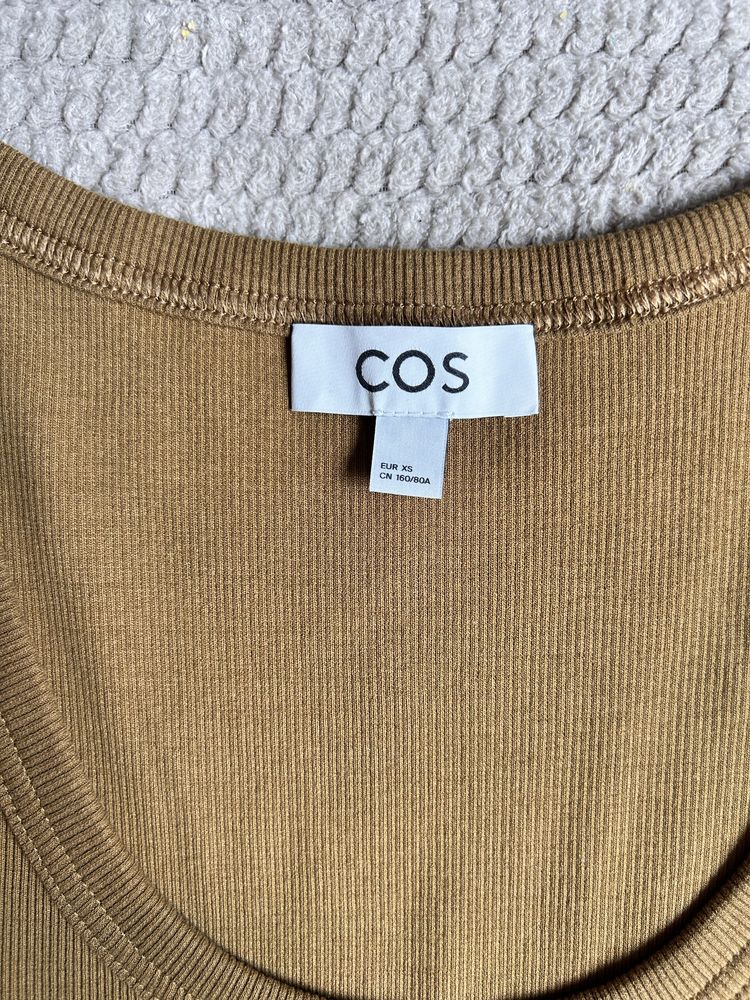 COS
EUR XS
CN 160/80A